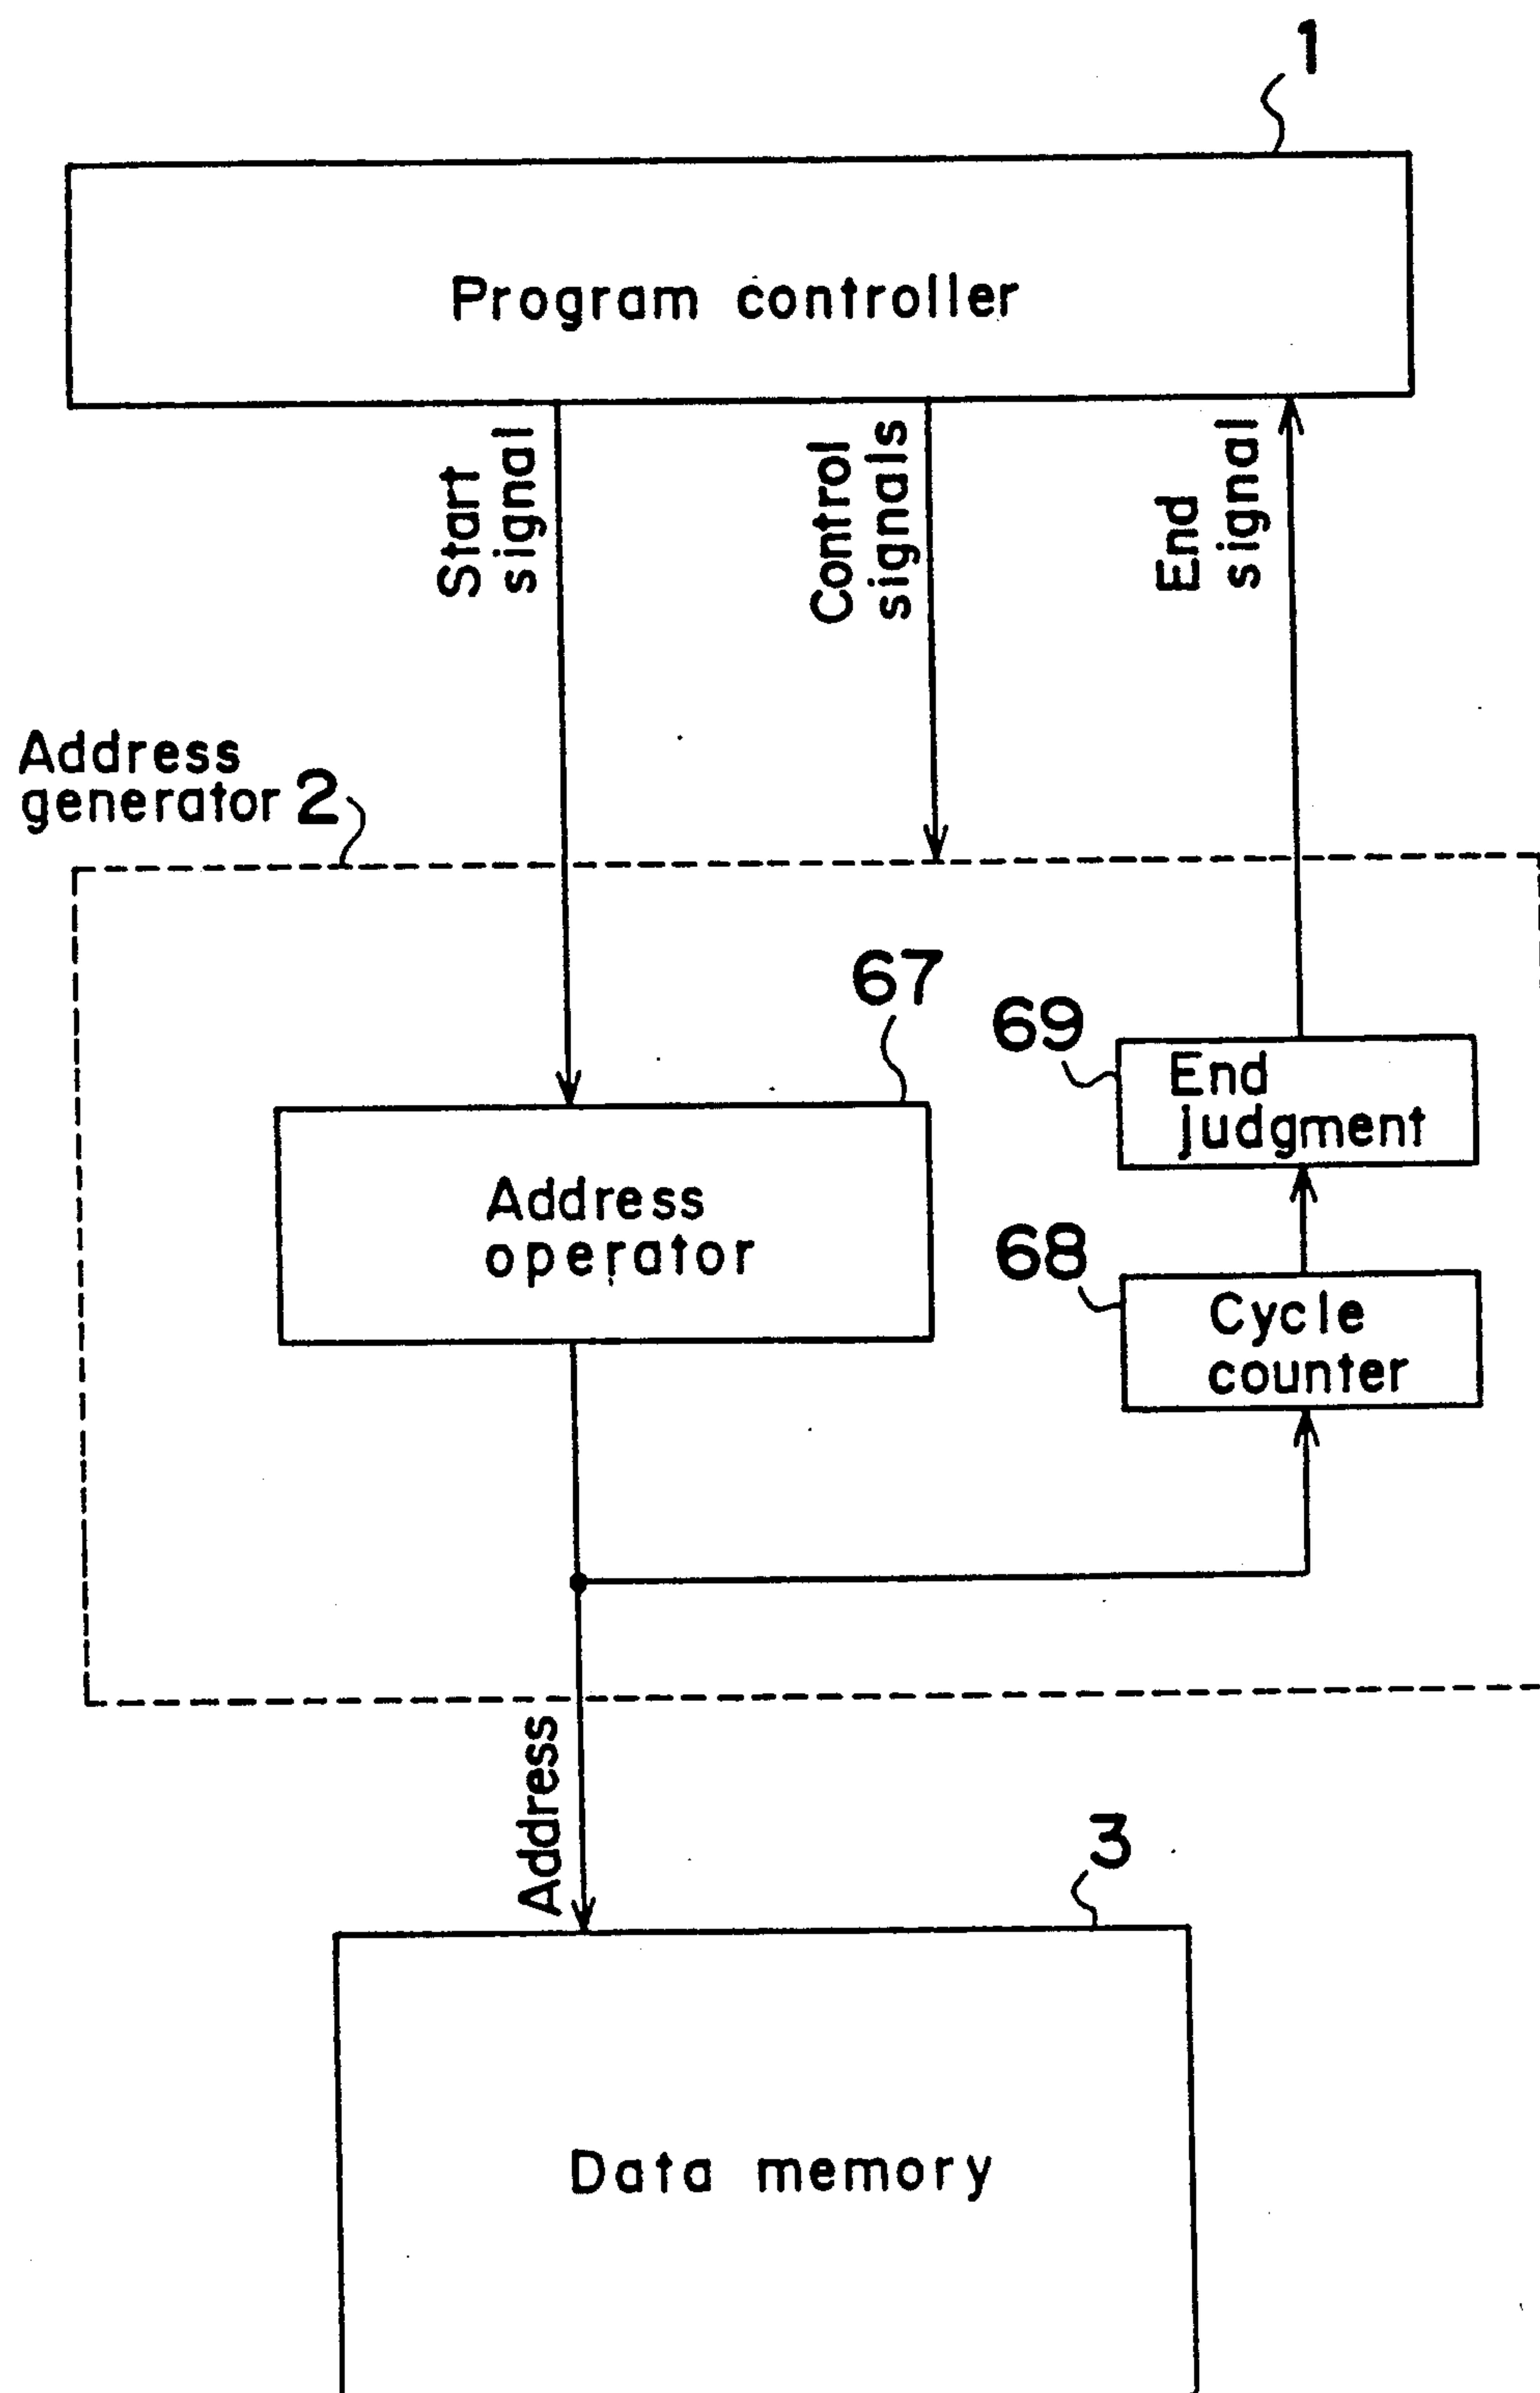 1
Program controller
Start
signal
Control
signals
End
signal
Address
generator 2
67
69
End
judgment
Address
operator
68
Cycle
counter
Address
3
Data memory